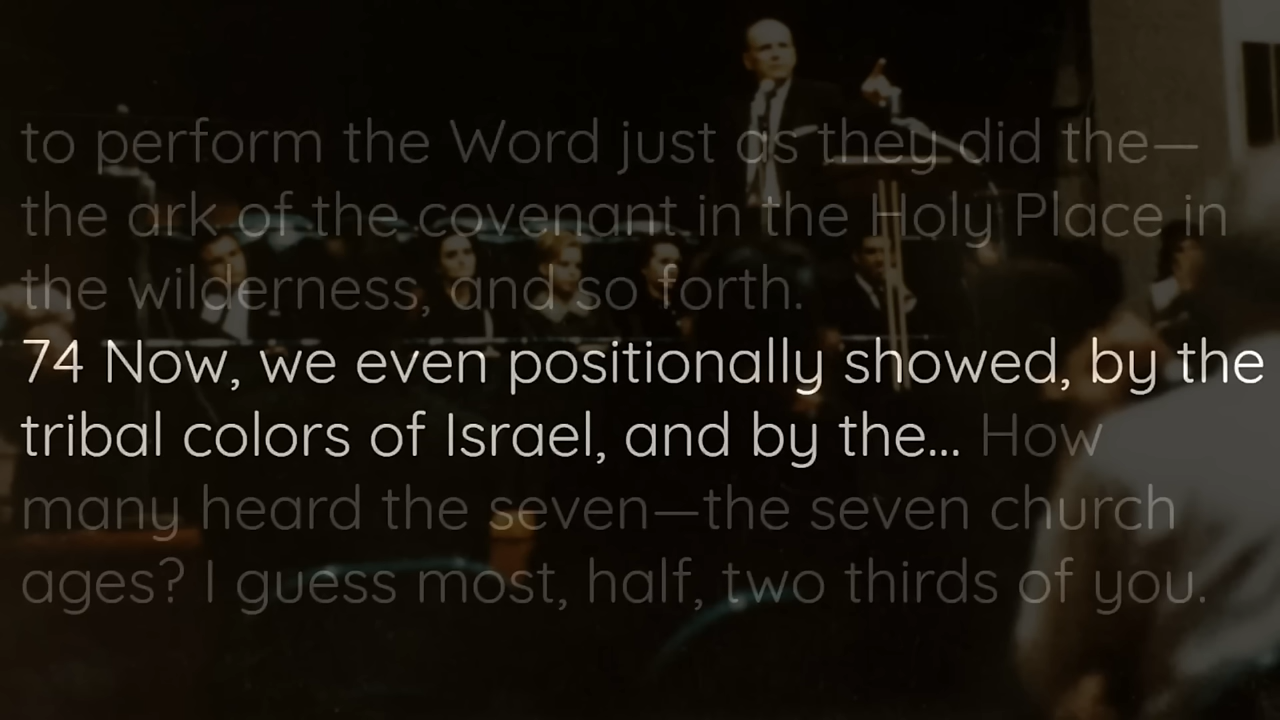 to perform the Word just as they did the—
the ark of the covenant in the Holy Place in
the wilderness, and so forth.
74 Now, we even positionally showed, by the
tribal colors of Israel, and by the... How
many heard the seven—the seven church
ages? I guess most, half, two thirds of you.